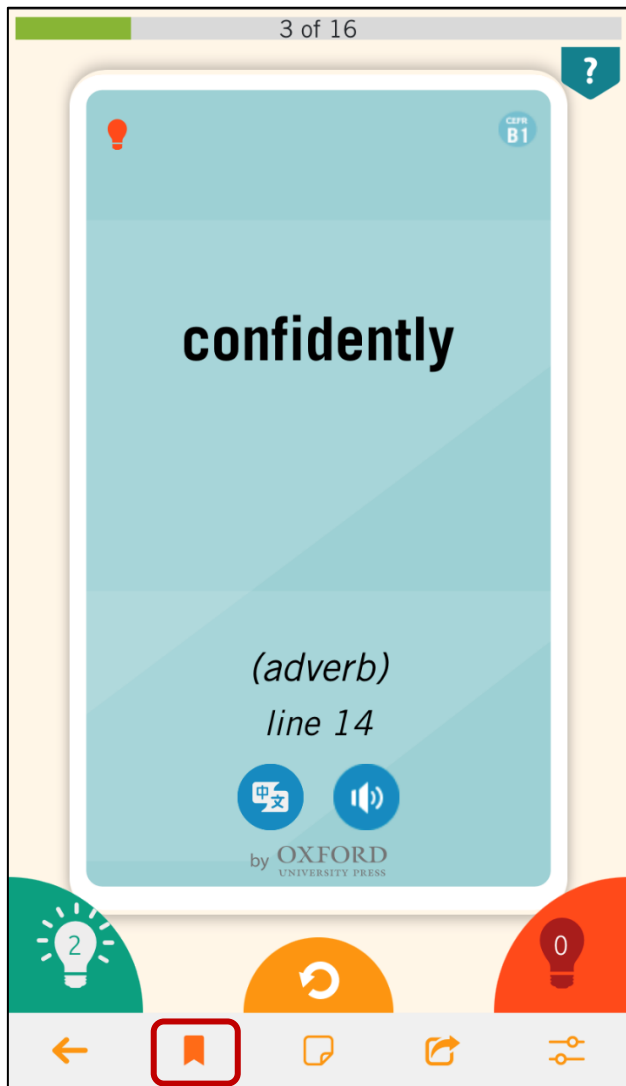 3 of 16
?
CEFR
B1
confidently
(adverb)
line 14
中文
by OXFORD
UNIVERSITY PRESS
2
0